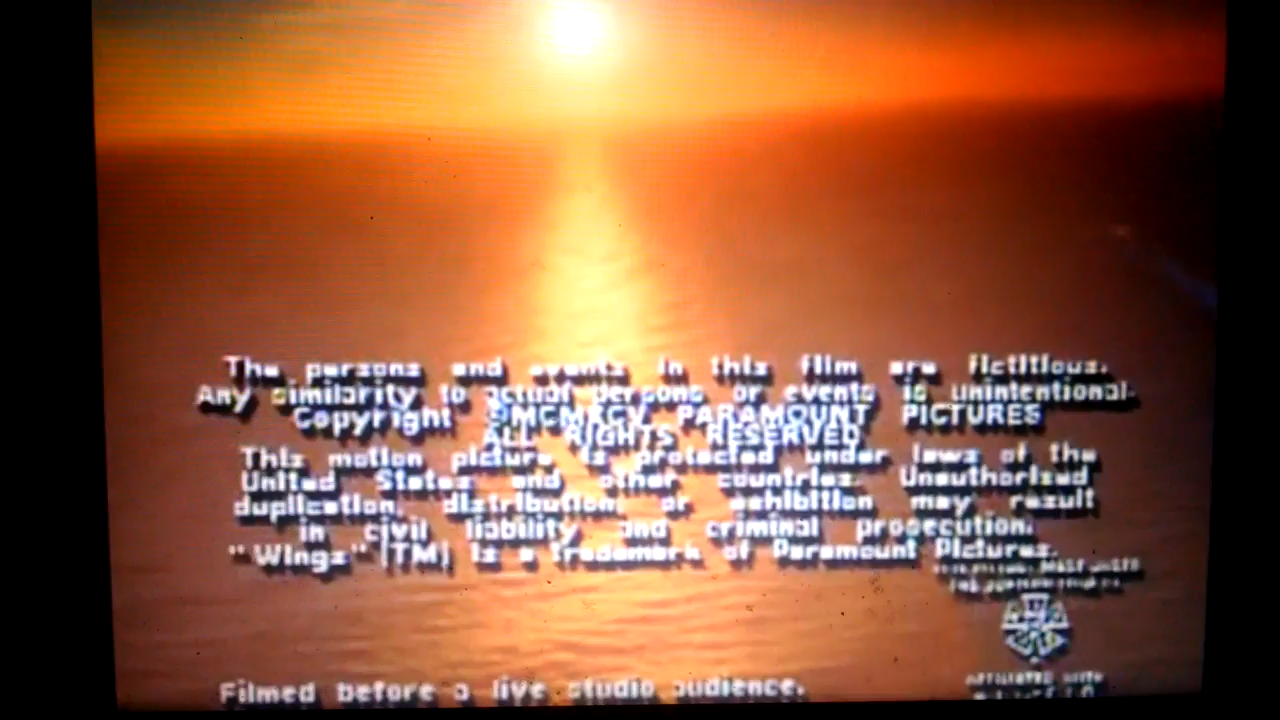 The persons and events in this film are fictitious.
Any similarity to actual persons or events is unintentional.
Copyright ©MCMXCV PARAMOUNT PICTURES
ALL RIGHTS RESERVED
This motion picture is protected under laws of the
United States and other countries. Unauthorized
duplication, distribution, or exhibition may result
in civil liability and criminal prosecution.
"Wings" (TM) is a Trademark of Paramount Pictures.
Filmed before a live studio audience.
AFFILIATED WITH